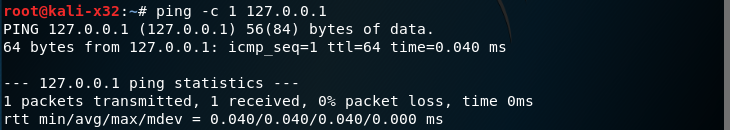 root@kali-x32:~# ping -c 1 127.0.0.1
PING 127.0.0.1 (127.0.0.1) 56(84) bytes of data.
64 bytes from 127.0.0.1: icmp_seq=1 ttl=64 time=0.040 ms
--- 127.0.0.1 ping statistics ---
1 packets transmitted, 1 received, 0% packet loss, time 0ms
rtt min/avg/max/mdev = 0.040/0.040/0.040/0.000 ms